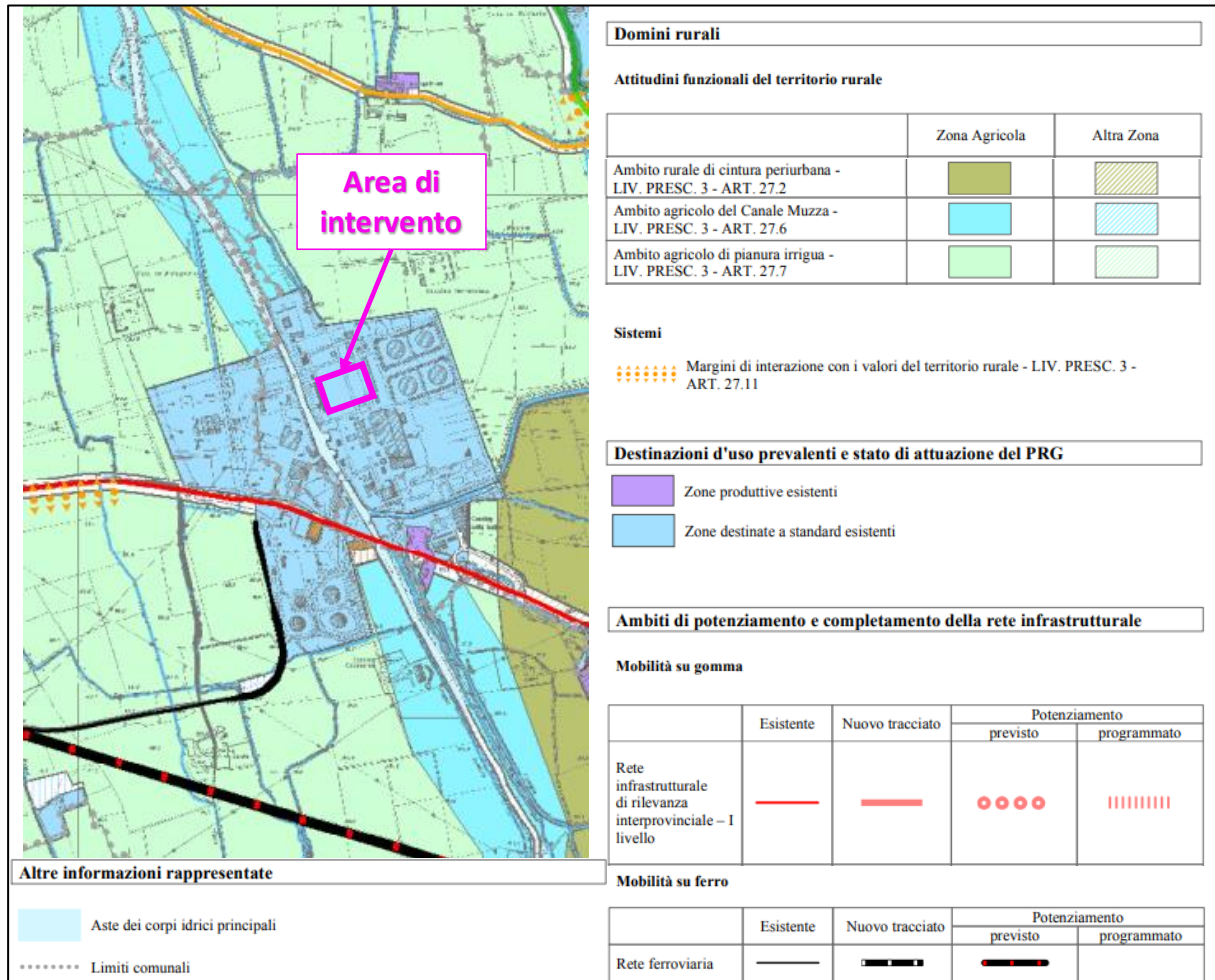 Area di
intervento
Domini rurali
Attitudini funzionali del territorio rurale
Zona Agricola
Altra Zona
Ambito rurale di cintura periurbana -
LIV. PRESC. 3 - ART. 27.2
Ambito agricolo del Canale Muzza -
LIV. PRESC. 3 - ART. 27.6
Ambito agricolo di pianura irrigua -
LIV. PRESC. 3 - ART. 27.7
Sistemi
Margini di interazione con i valori del territorio rurale - LIV. PRESC. 3 -
ART. 27.11
Destinazioni d'uso prevalenti e stato di attuazione del PRG
Zone produttive esistenti
Zone destinate a standard esistenti
Ambiti di potenziamento e completamento della rete infrastrutturale
Mobilità su gomma
Esistente
Nuovo tracciato
Potenziamento
previsto
programmato
Rete
infrastrutturale
di rilevanza
interprovinciale – I
livello
Mobilità su ferro
Esistente
Nuovo tracciato
Potenziamento
previsto
programmato
Rete ferroviaria
Altre informazioni rappresentate
Aste dei corpi idrici principali
Limiti comunali